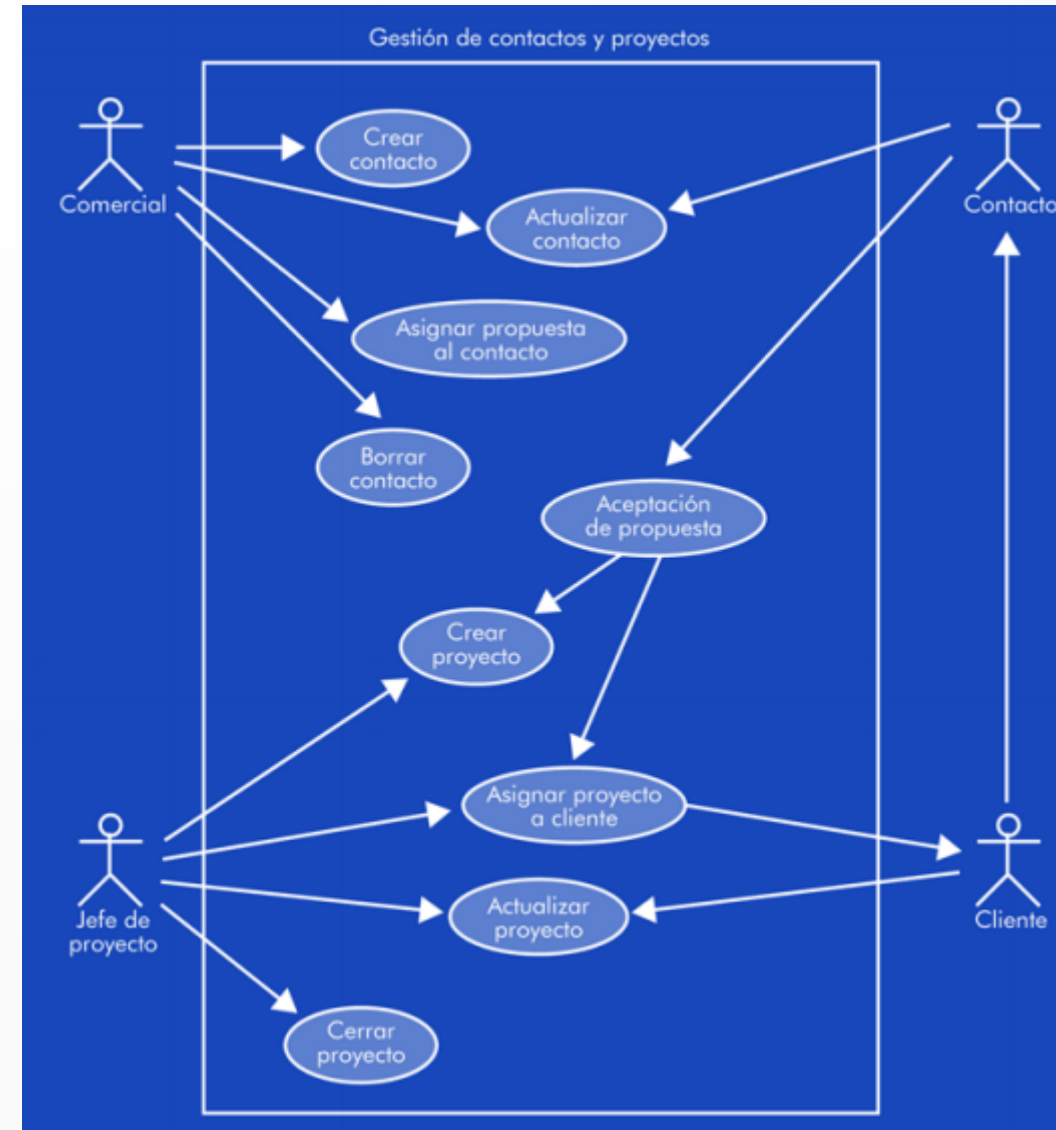 Gestión de contactos y proyectos
Crear
contacto
Comercial
Actualizar
contacto
Contacto
Asignar propuesta
al contacto
Borrar
contacto
Aceptación
de propuesta
Crear
proyecto
Asignar proyecto
a cliente
Jefe de
proyecto
Actualizar
proyecto
Cliente
Cerrar
proyecto